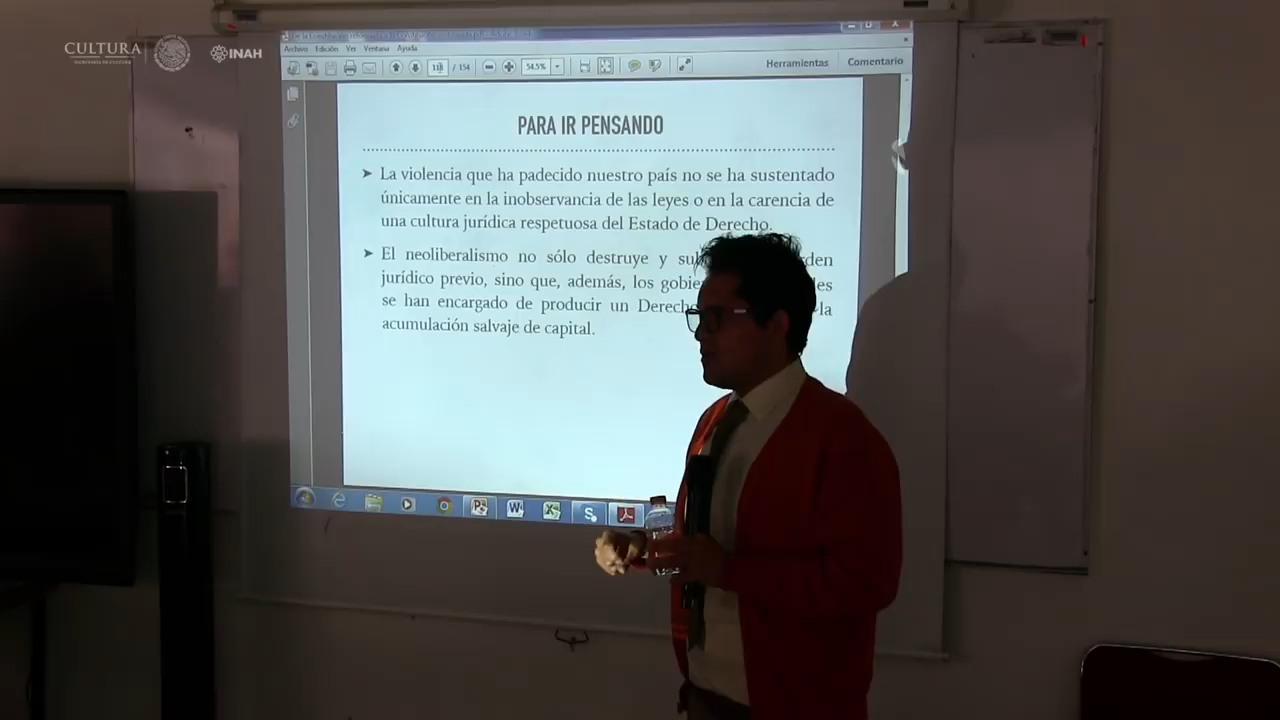 CULTURA
INAH
Archivo Edición Ver Ventana Ayuda
/ 154
54.5%
Herramientas Comentario
PARA IR PENSANDO
La violencia que ha padecido nuestro país no se ha sustentado
únicamente en la inobservancia de las leyes o en la carencia de
una cultura jurídica respetuosa del Estado de Derecho.
El neoliberalismo no sólo destruye y
jurídico previo, sino que, además, los
se han encargado de producir un la
acumulación salvaje de capital.